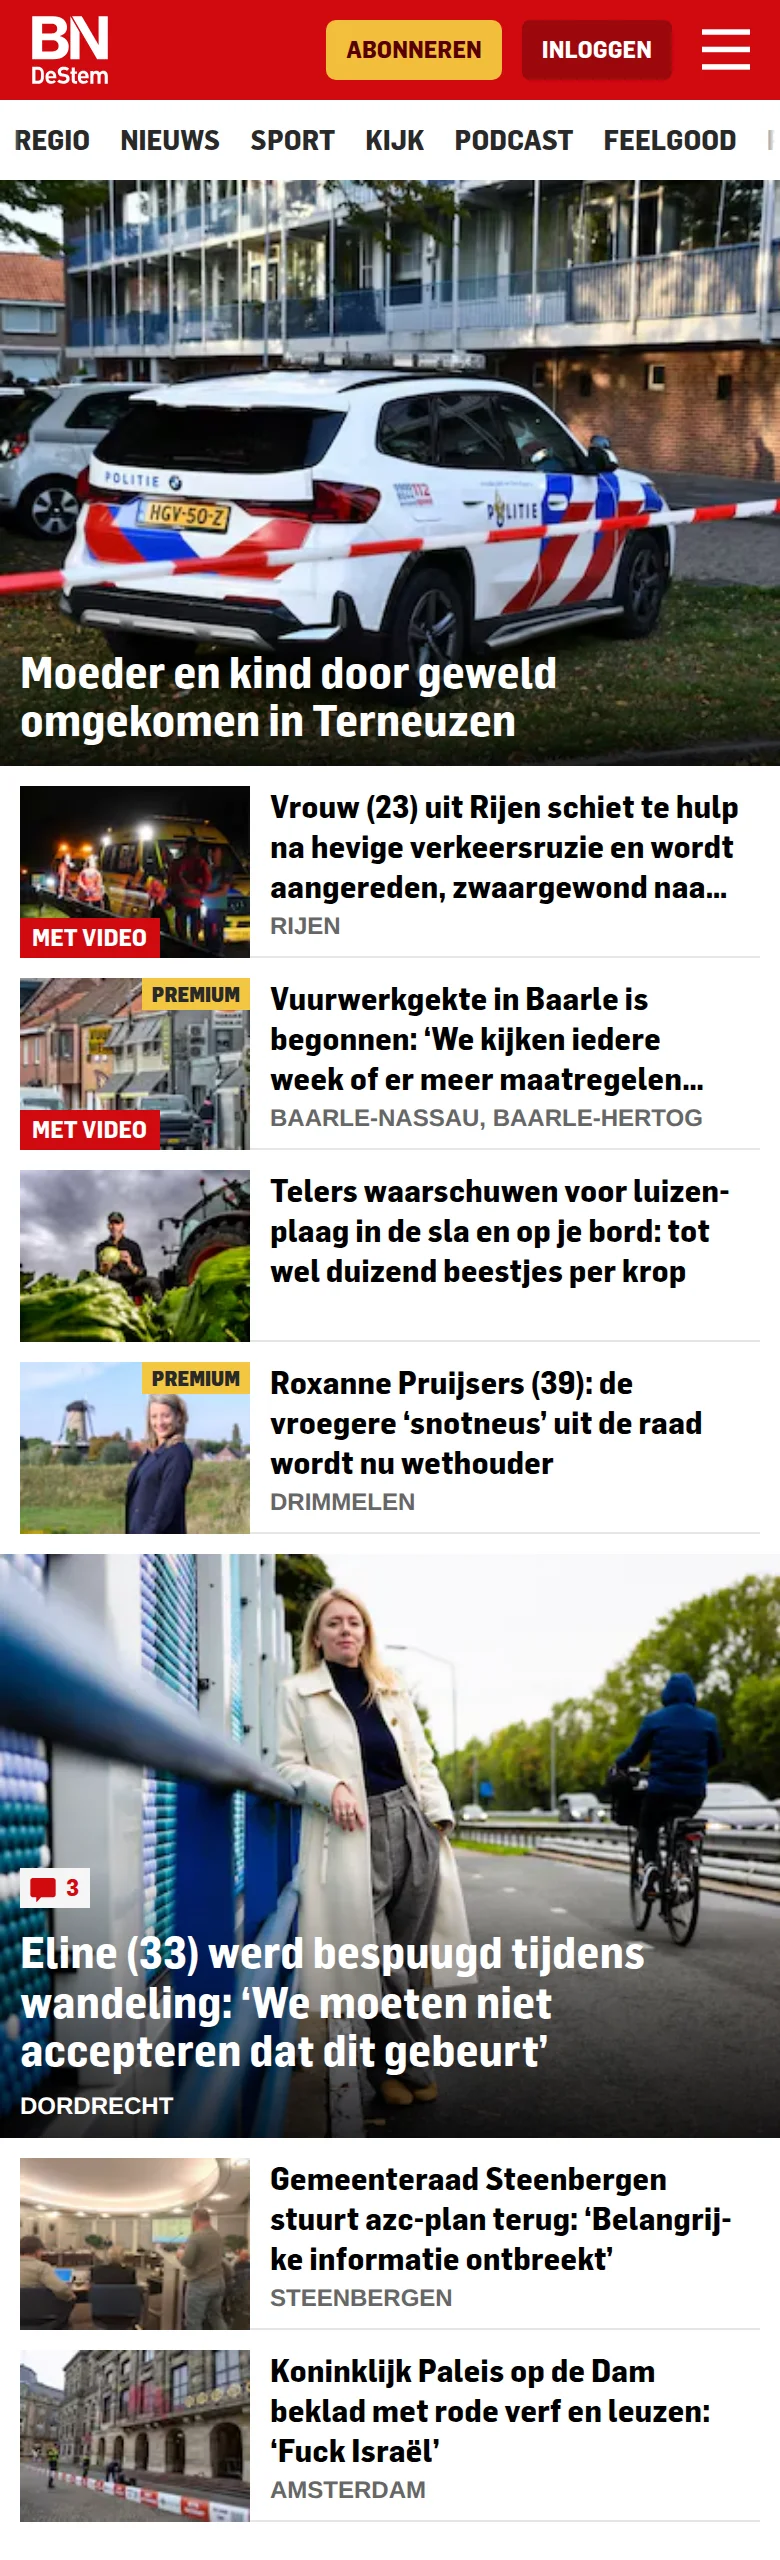 BN
DeStem
ABONNEREN
INLOGGEN
REGIO NIEUWS SPORT KIJK PODCAST FEELGOOD
POLITIE
HGV-50-Z
112
POLITIE
Moeder en kind door geweld
omgekomen in Terneuzen
MET VIDEO
Vrouw (23) uit Rijen schiet te hulp
na hevige verkeersruzie en wordt
aangereden, zwaargewond naa...
RIJEN
PREMIUM
MET VIDEO
Vuurwerkgekte in Baarle is
begonnen: ‘We kijken iedere
week of er meer maatregelen...
BAARLE-NASSAU, BAARLE-HERTOG
Telers waarschuwen voor luizen-
plaag in de sla en op je bord: tot
wel duizend beestjes per krop
PREMIUM
Roxanne Pruijsers (39): de
vroegere ‘snotneus’ uit de raad
wordt nu wethouder
DRIMMELEN
3
Eline (33) werd bespuugd tijdens
wandeling: ‘We moeten niet
accepteren dat dit gebeurt’
DORDRECHT
Gemeenteraad Steenbergen
stuurt azc-plan terug: ‘Belangrij-
ke informatie ontbreekt’
STEENBERGEN
Koninklijk Paleis op de Dam
beklad met rode verf en leuzen:
‘Fuck Israël’
AMSTERDAM